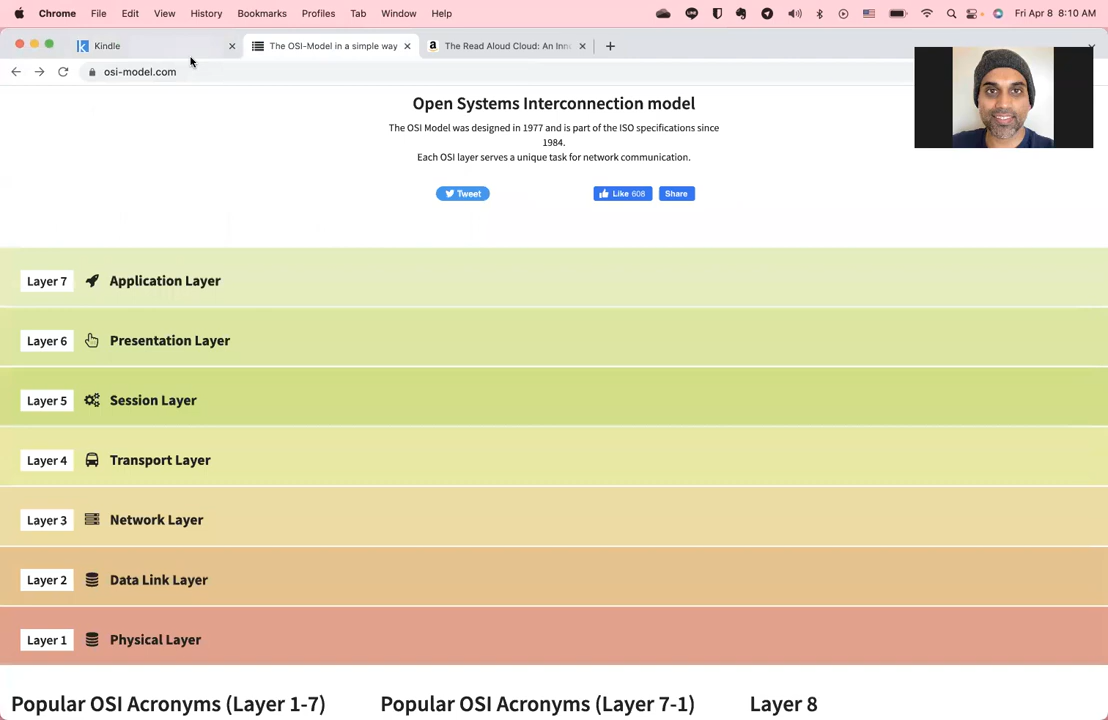 Chrome File Edit View History Bookmarks Profiles Tab Window Help Fri Apr 8 8:10 AM
Kindle The OSI-Model in a simple way The Read Aloud Cloud: An Inn
osi-model.com
Open Systems Interconnection model
The OSI Model was designed in 1977 and is part of the ISO specifications since
1984.
Each OSI layer serves a unique task for network communication.
Tweet Like 608 Share
Layer 7 Application Layer
Layer 6 Presentation Layer
Layer 5 Session Layer
Layer 4 Transport Layer
Layer 3 Network Layer
Layer 2 Data Link Layer
Layer 1 Physical Layer
Popular OSI Acronyms (Layer 1-7) Popular OSI Acronyms (Layer 7-1) Layer 8